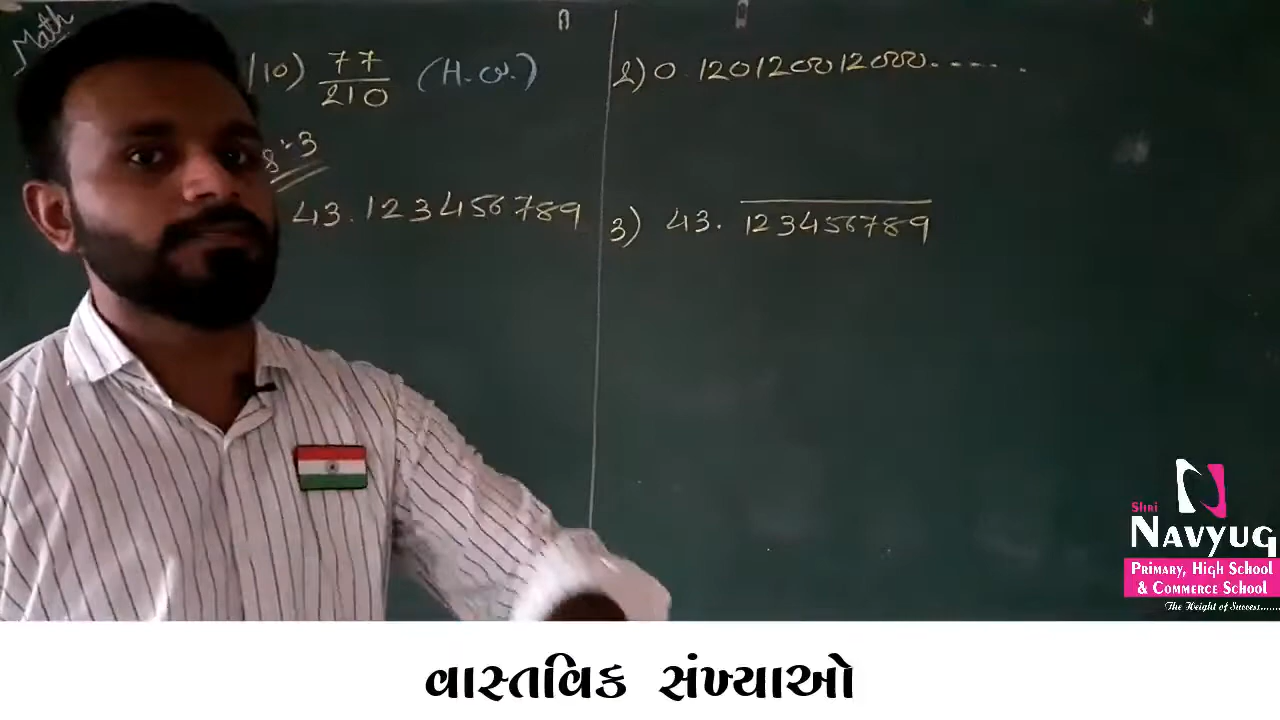 Math
10) 77/210 (H.W.)
3
43.123456789
2) 0.120120012000.....
3) 43. 123456789
Shri
NAVYUG
PRIMARY, HIGH SCHOOL
& COMMERCE SCHOOL
The Height of Success.......
વાસ્તવિક સંખ્યાઓ